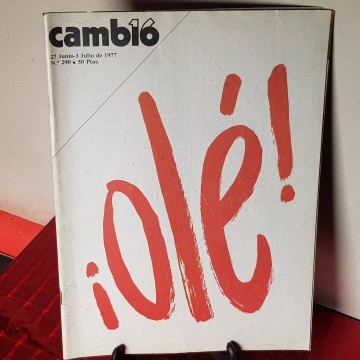 cambio16
27 Junio-3 Julio de 1977
N.º 290 • 50 Ptas.
¡olé!